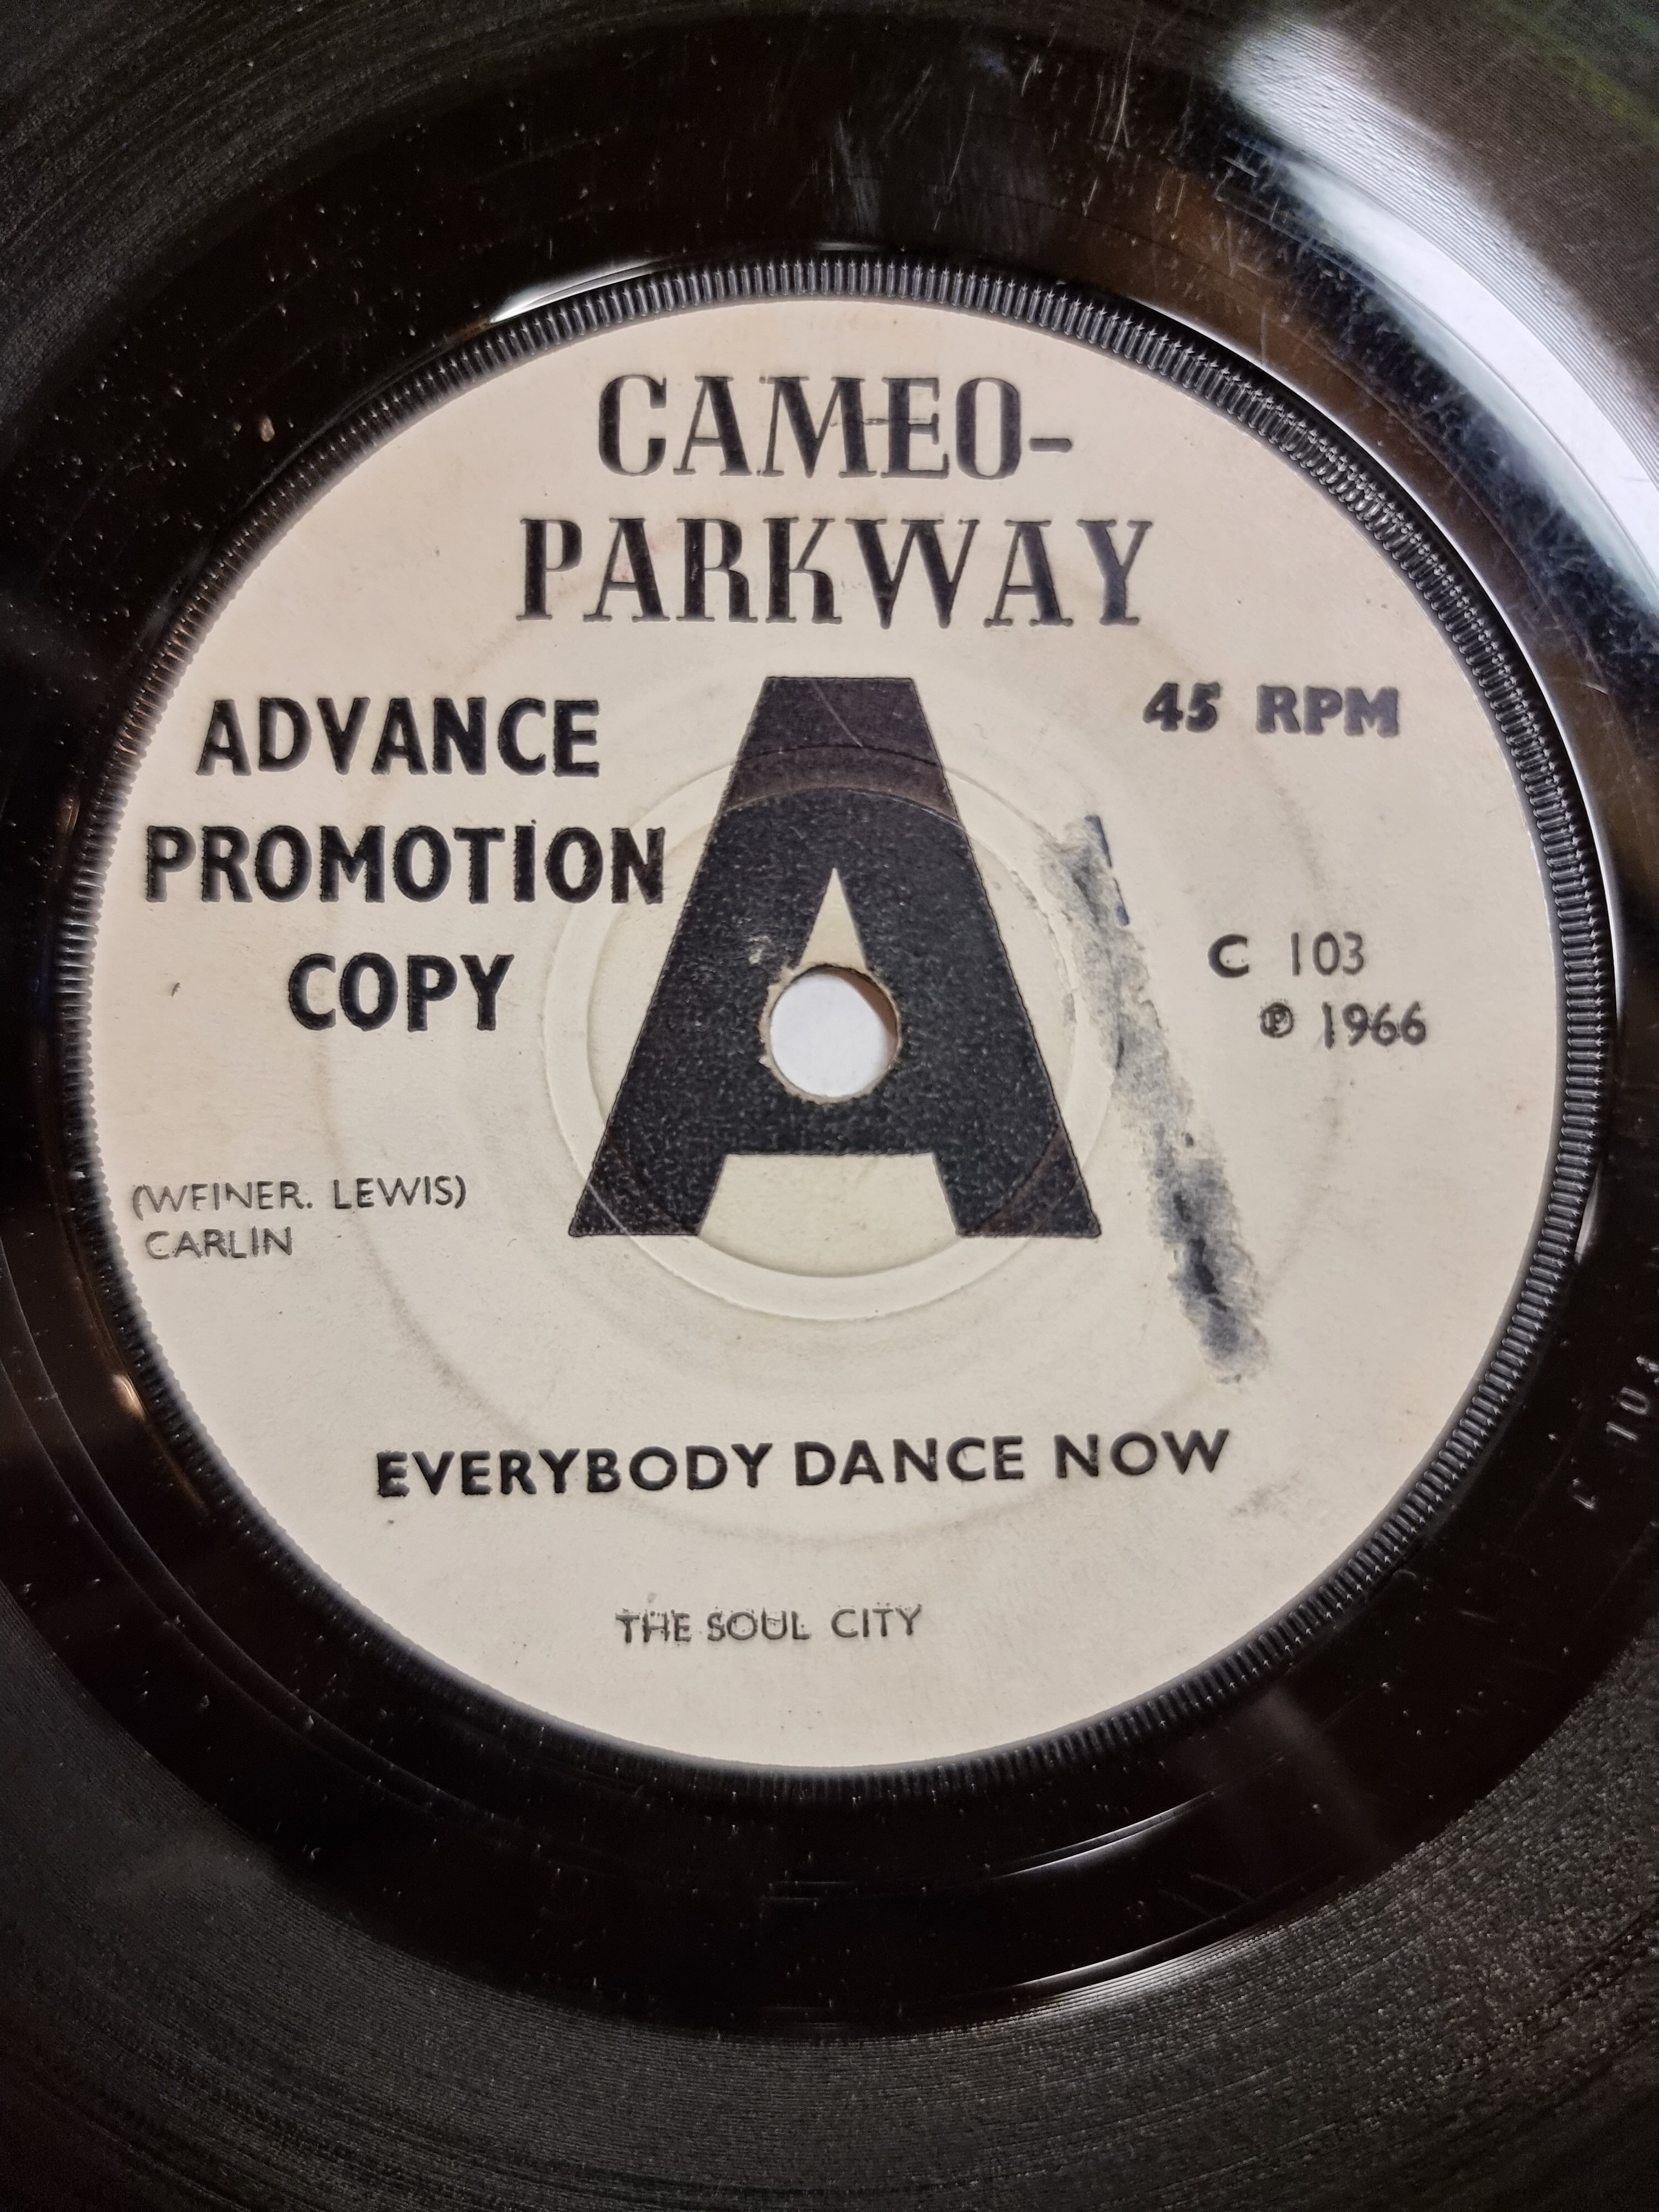 CAMEO-
PARKWAY
ADVANCE
PROMOTION
COPY
A
45 RPM
C 103
℗ 1966
(WEINER. LEWIS)
CARLIN
EVERYBODY DANCE NOW
THE SOUL CITY